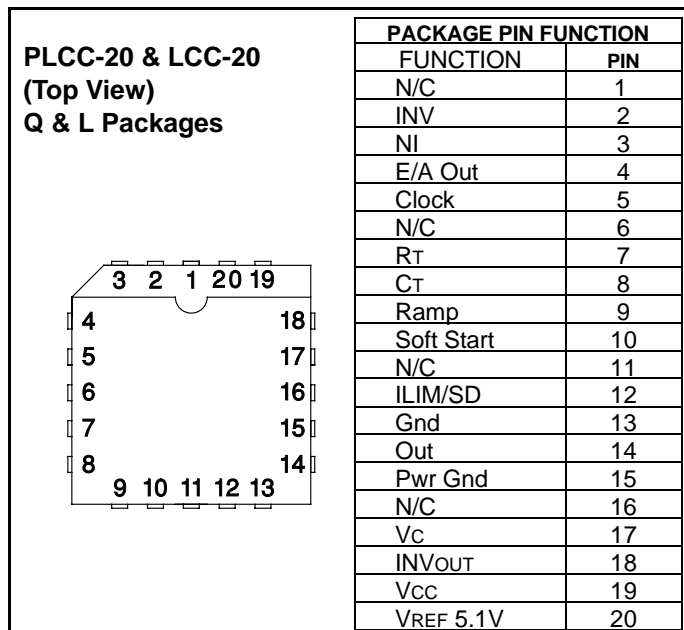 PLCC-20 & LCC-20
(Top View)
Q & L Packages
3 2 1 20 19
4 18
5 17
6 16
7 15
8 14
9 10 11 12 13
PACKAGE PIN FUNCTION
FUNCTION PIN
N/C 1
INV 2
NI 3
E/A Out 4
Clock 5
N/C 6
RT 7
CT 8
Ramp 9
Soft Start 10
N/C 11
ILIM/SD 12
Gnd 13
Out 14
Pwr Gnd 15
N/C 16
VC 17
INVOUT 18
VCC 19
VREF 5.1V 20